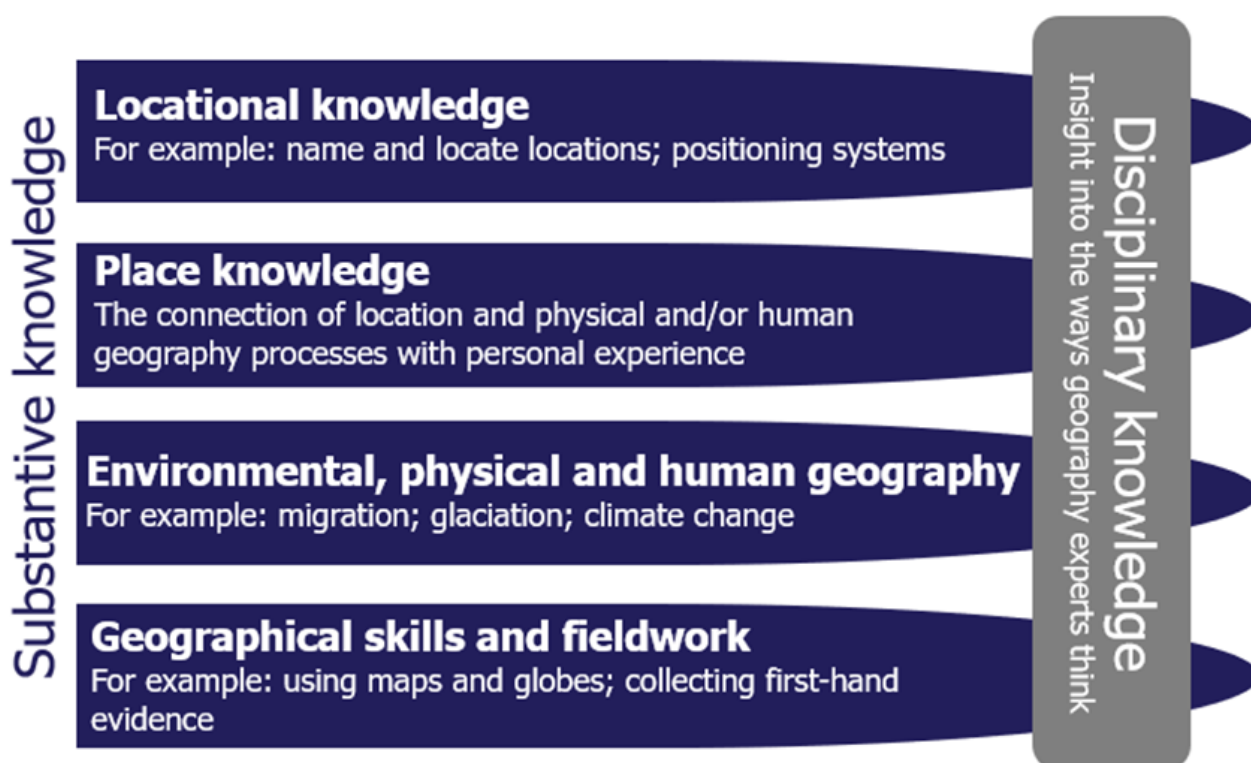 Substantive knowledge
Locational knowledge
For example: name and locate locations; positioning systems
Place knowledge
The connection of location and physical and/or human
geography processes with personal experience
Environmental, physical and human geography
For example: migration; glaciation; climate change
Geographical skills and fieldwork
For example: using maps and globes; collecting first-hand
evidence
Disciplinary knowledge
Insight into the ways geography experts think